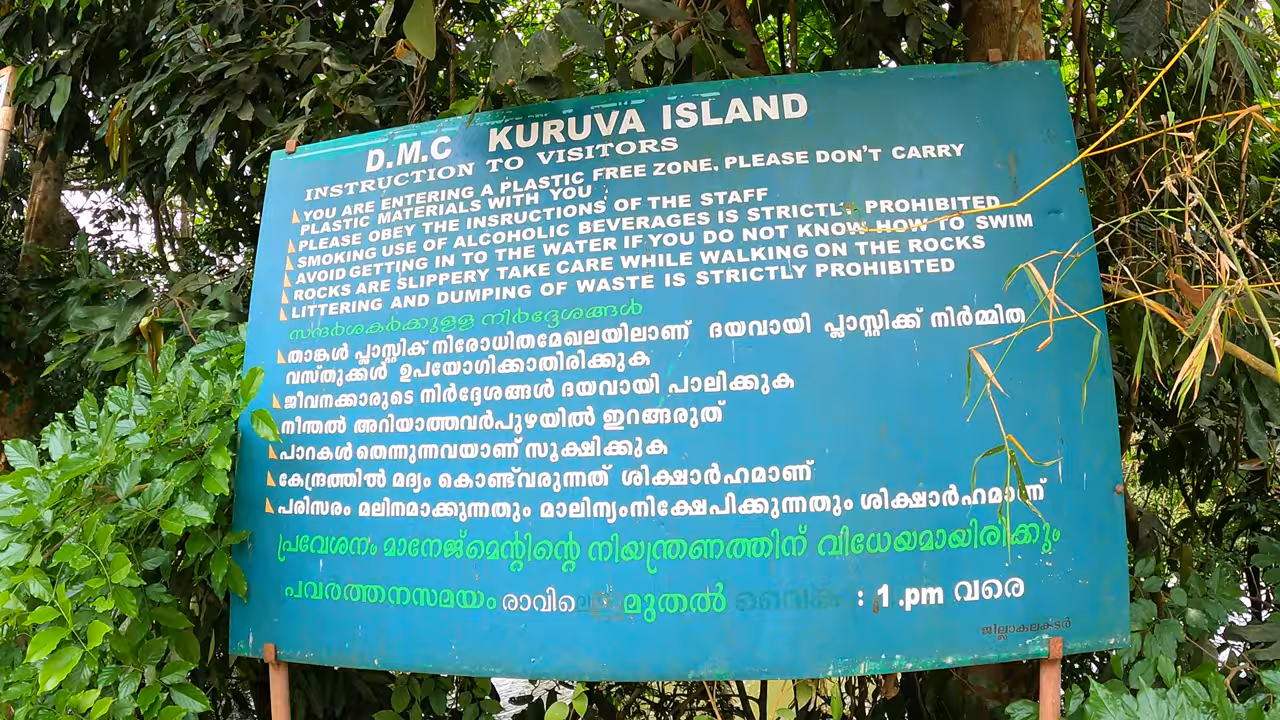 D.M.C KURUVA ISLAND
INSTRUCTION TO VISITORS
YOU ARE ENTERING A PLASTIC FREE ZONE, PLEASE DON'T CARRY
PLASTIC MATERIALS WITH YOU
PLEASE OBEY THE INSRUCTIONS OF THE STAFF
SMOKING USE OF ALCOHOLIC BEVERAGES IS STRICTLY PROHIBITED
AVOID GETTING IN TO THE WATER IF YOU DO NOT KNOW HOW TO SWIM
ROCKS ARE SLIPPERY TAKE CARE WHILE WALKING ON THE ROCKS
LITTERING AND DUMPING OF WASTE IS STRICTLY PROHIBITED
സന്ദർശകർക്കുളള നിർദ്ദേശങ്ങൾ
താങ്കൾ പ്ലാസ്റ്റിക് നിരോധിതമേഖലയിലാണ് ദയവായി പ്ലാസ്റ്റിക്ക് നിർമ്മിത
വസ്തുക്കൾ ഉപയോഗിക്കാതിരിക്കുക
ജീവനക്കാരുടെ നിർദ്ദേശങ്ങൾ ദയവായി പാലിക്കുക
നീന്തൽ അറിയാത്തവർപുഴയിൽ ഇറങ്ങരുത്
പാറകൾ തെന്നുന്നവയാണ് സൂക്ഷിക്കുക
കേന്ദ്രത്തിൽ മദ്യം കൊണ്ട്വരുന്നത് ശിക്ഷാർഹമാണ്
പരിസരം മലിനമാക്കുന്നതും മാലിന്യംനിക്ഷേപിക്കുന്നതും ശിക്ഷാർഹമാണ്
പ്രവേശനം മാനേജ്മെന്റിന്റെ നിയന്ത്രണത്തിന് വിധേയമായിരിക്കും
പവരത്തനസമയം രാവിലെ മുതൽ : 1 .pm വരെ
ജില്ലാകലക്ടർ